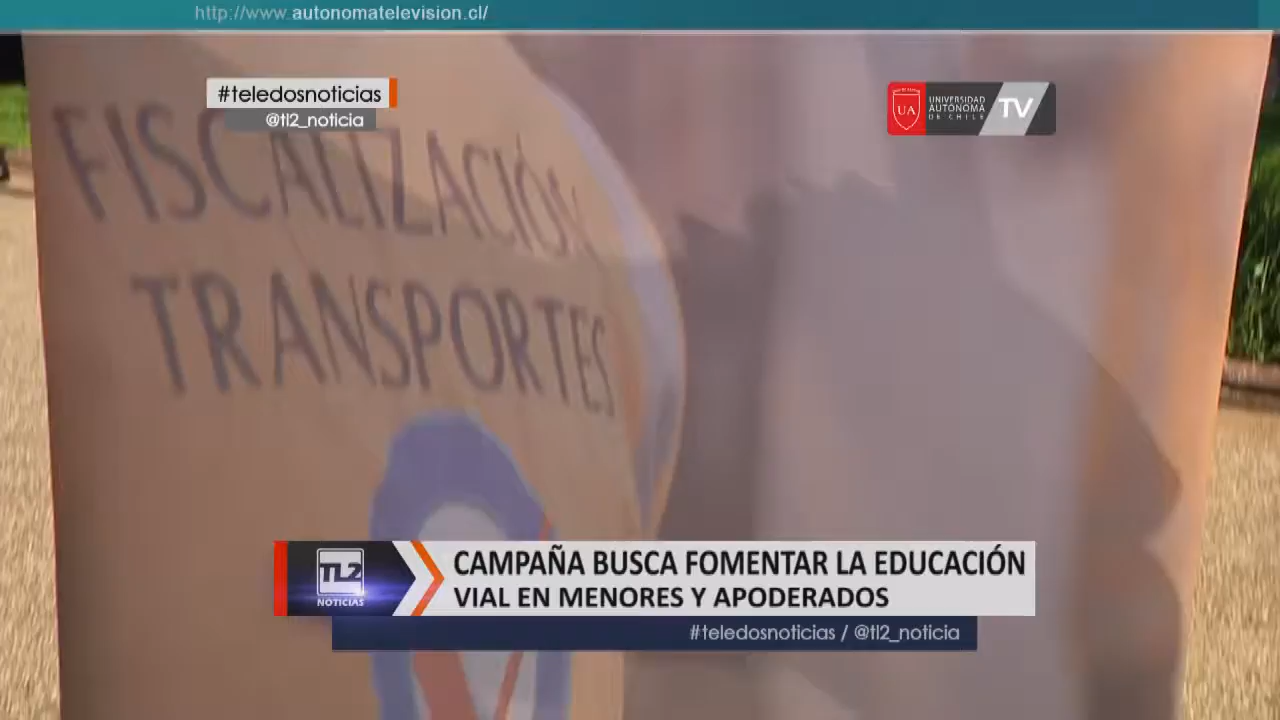 http://www.autonomatelevision.cl/
#teledosnoticias
@tl2_noticia
UA
UNIVERSIDAD
AUTÓNOMA
DE CHILE
TV
FISCALIZACIÓN
TRANSPORTES
TL2
NOTICIAS
CAMPAÑA BUSCA FOMENTAR LA EDUCACIÓN
VIAL EN MENORES Y APODERADOS
#teledosnoticias / @tl2_noticia